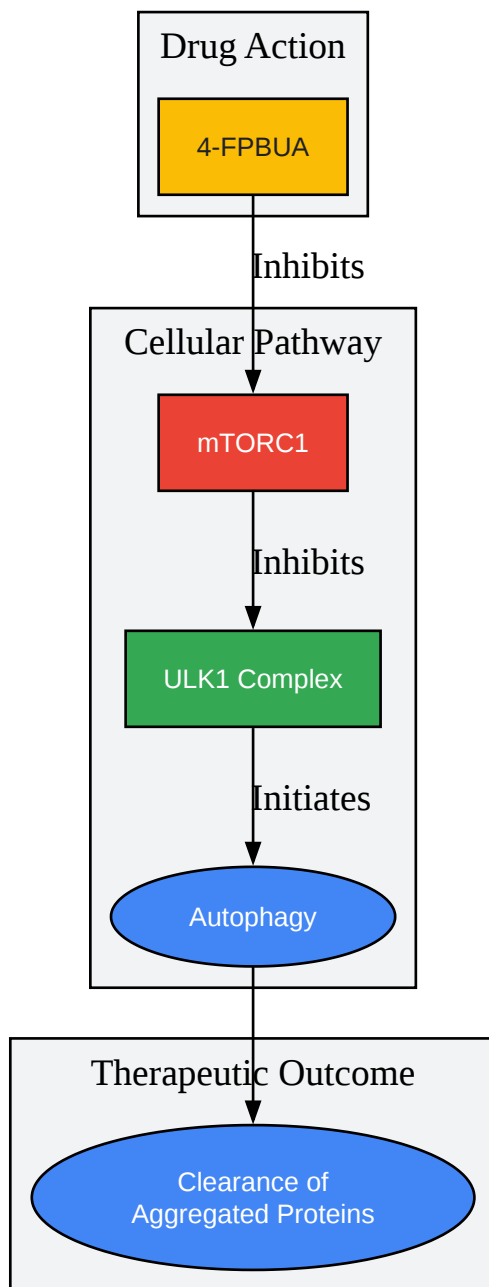 Drug Action
4-FPBUA
Inhibits
Cellular Pathway
mTORC1
Inhibits
ULK1 Complex
Initiates
Autophagy
Therapeutic Outcome
Clearance of
Aggregated Proteins